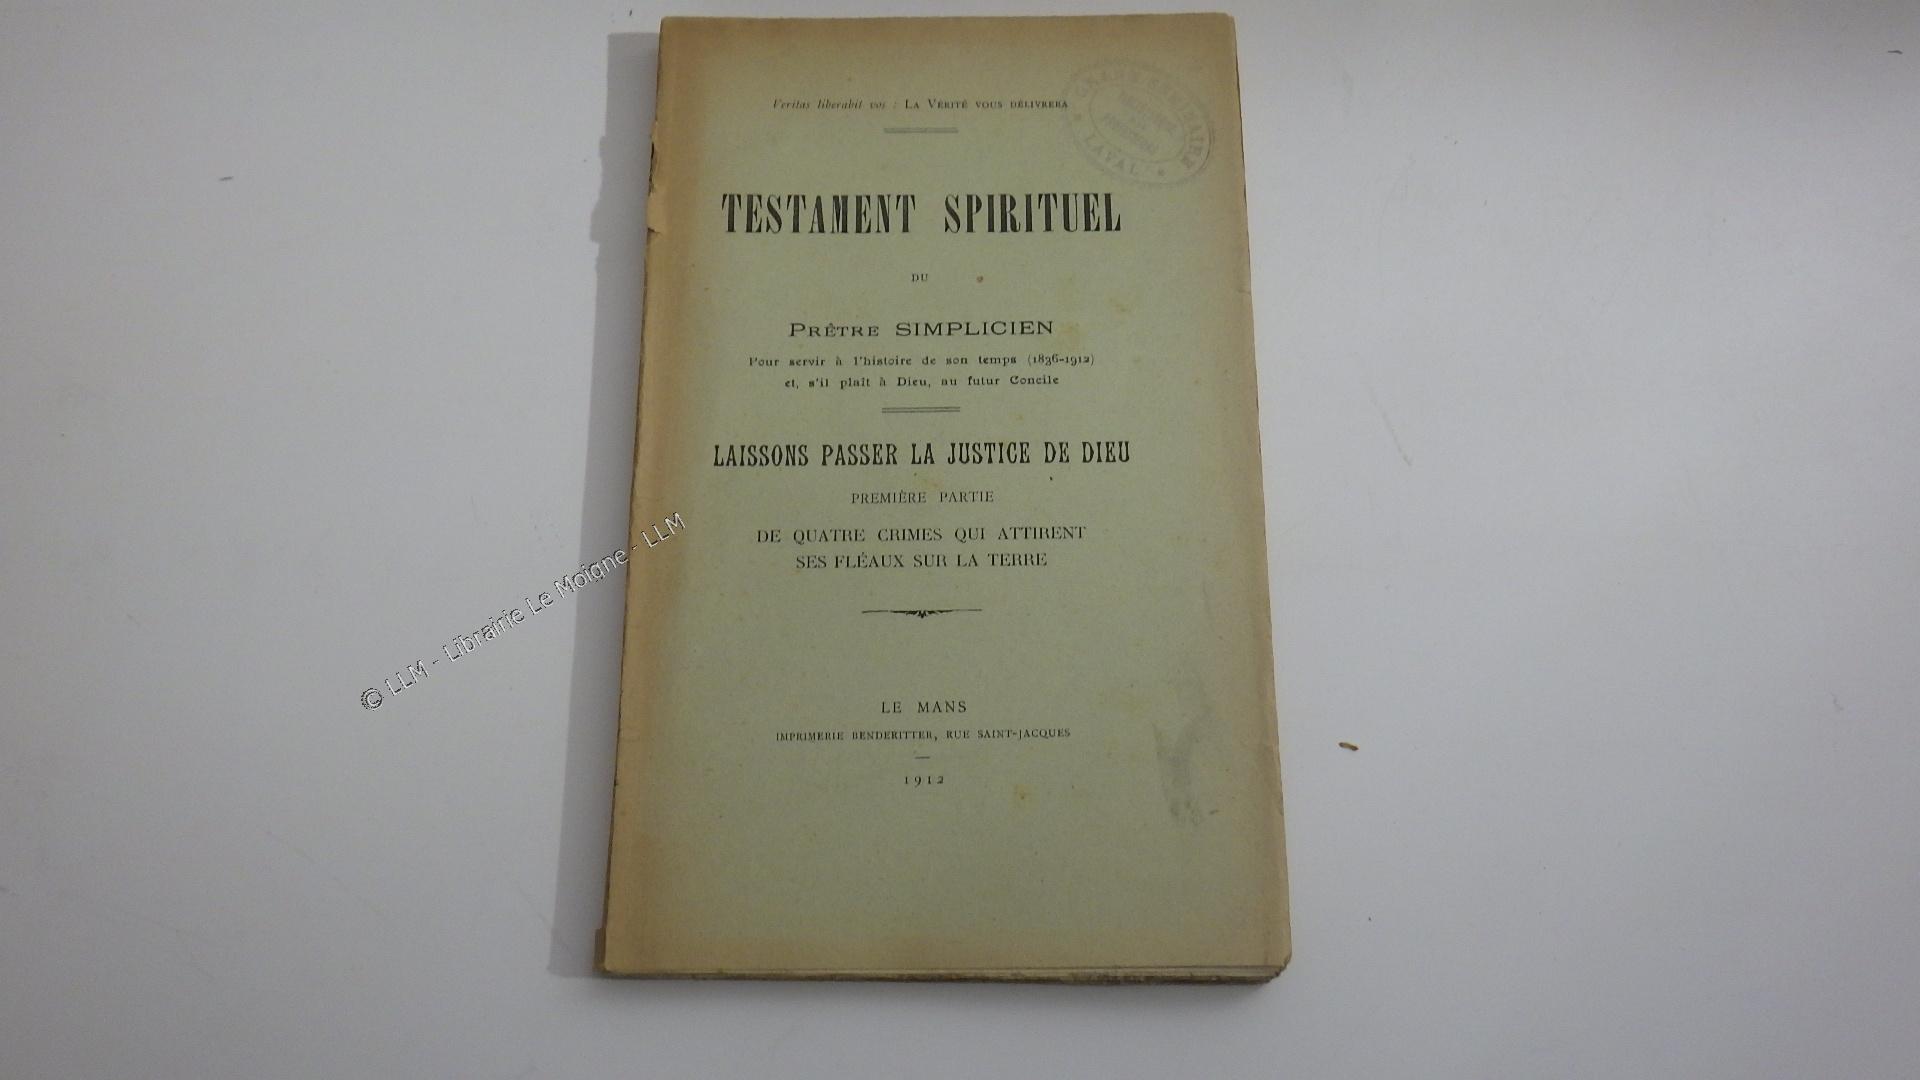 Veritas liberabit vos : La Vérité vous délivrera
GRAND SÉMINAIRE
LAVAL
TESTAMENT SPIRITUEL
DU
Prêtre SIMPLICIEN
Pour servir à l'histoire de son temps (1836-1912)
et, s'il plaît à Dieu, au futur Concile
LAISSONS PASSER LA JUSTICE DE DIEU
PREMIÈRE PARTIE
DE QUATRE CRIMES QUI ATTIRENT
SES FLÉAUX SUR LA TERRE
LE MANS
IMPRIMERIE BENDERITTER, RUE SAINT-JACQUES
1912
© LLM - Librairie Le Moigne - LLM